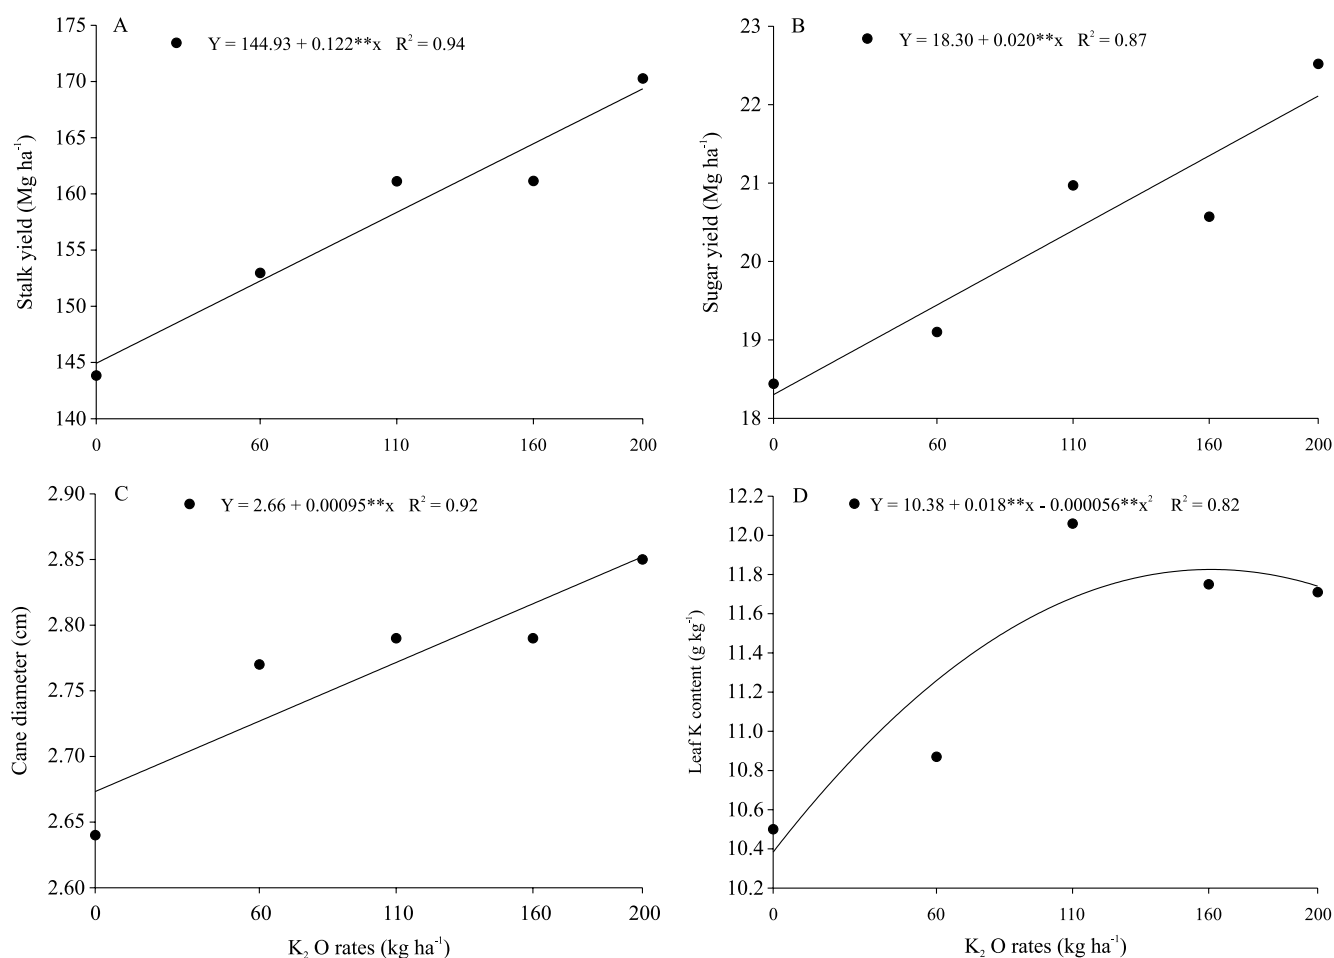 A
Y = 144.93 + 0.122**x R² = 0.94
Stalk yield (Mg ha⁻¹)
175
170
165
160
155
150
145
140
0 60 110 160 200
B
Y = 18.30 + 0.020**x R² = 0.87
Sugar yield (Mg ha⁻¹)
23
22
21
20
19
18
0 60 110 160 200
C
Y = 2.66 + 0.00095**x R² = 0.92
Cane diameter (cm)
2.90
2.85
2.80
2.75
2.70
2.65
2.60
0 60 110 160 200
K₂ O rates (kg ha⁻¹)
D
Y = 10.38 + 0.018**x - 0.000056**x² R² = 0.82
Leaf K content (g kg⁻¹)
12.2
12.0
11.8
11.6
11.4
11.2
11.0
10.8
10.6
10.4
10.2
0 60 110 160 200
K₂ O rates (kg ha⁻¹)